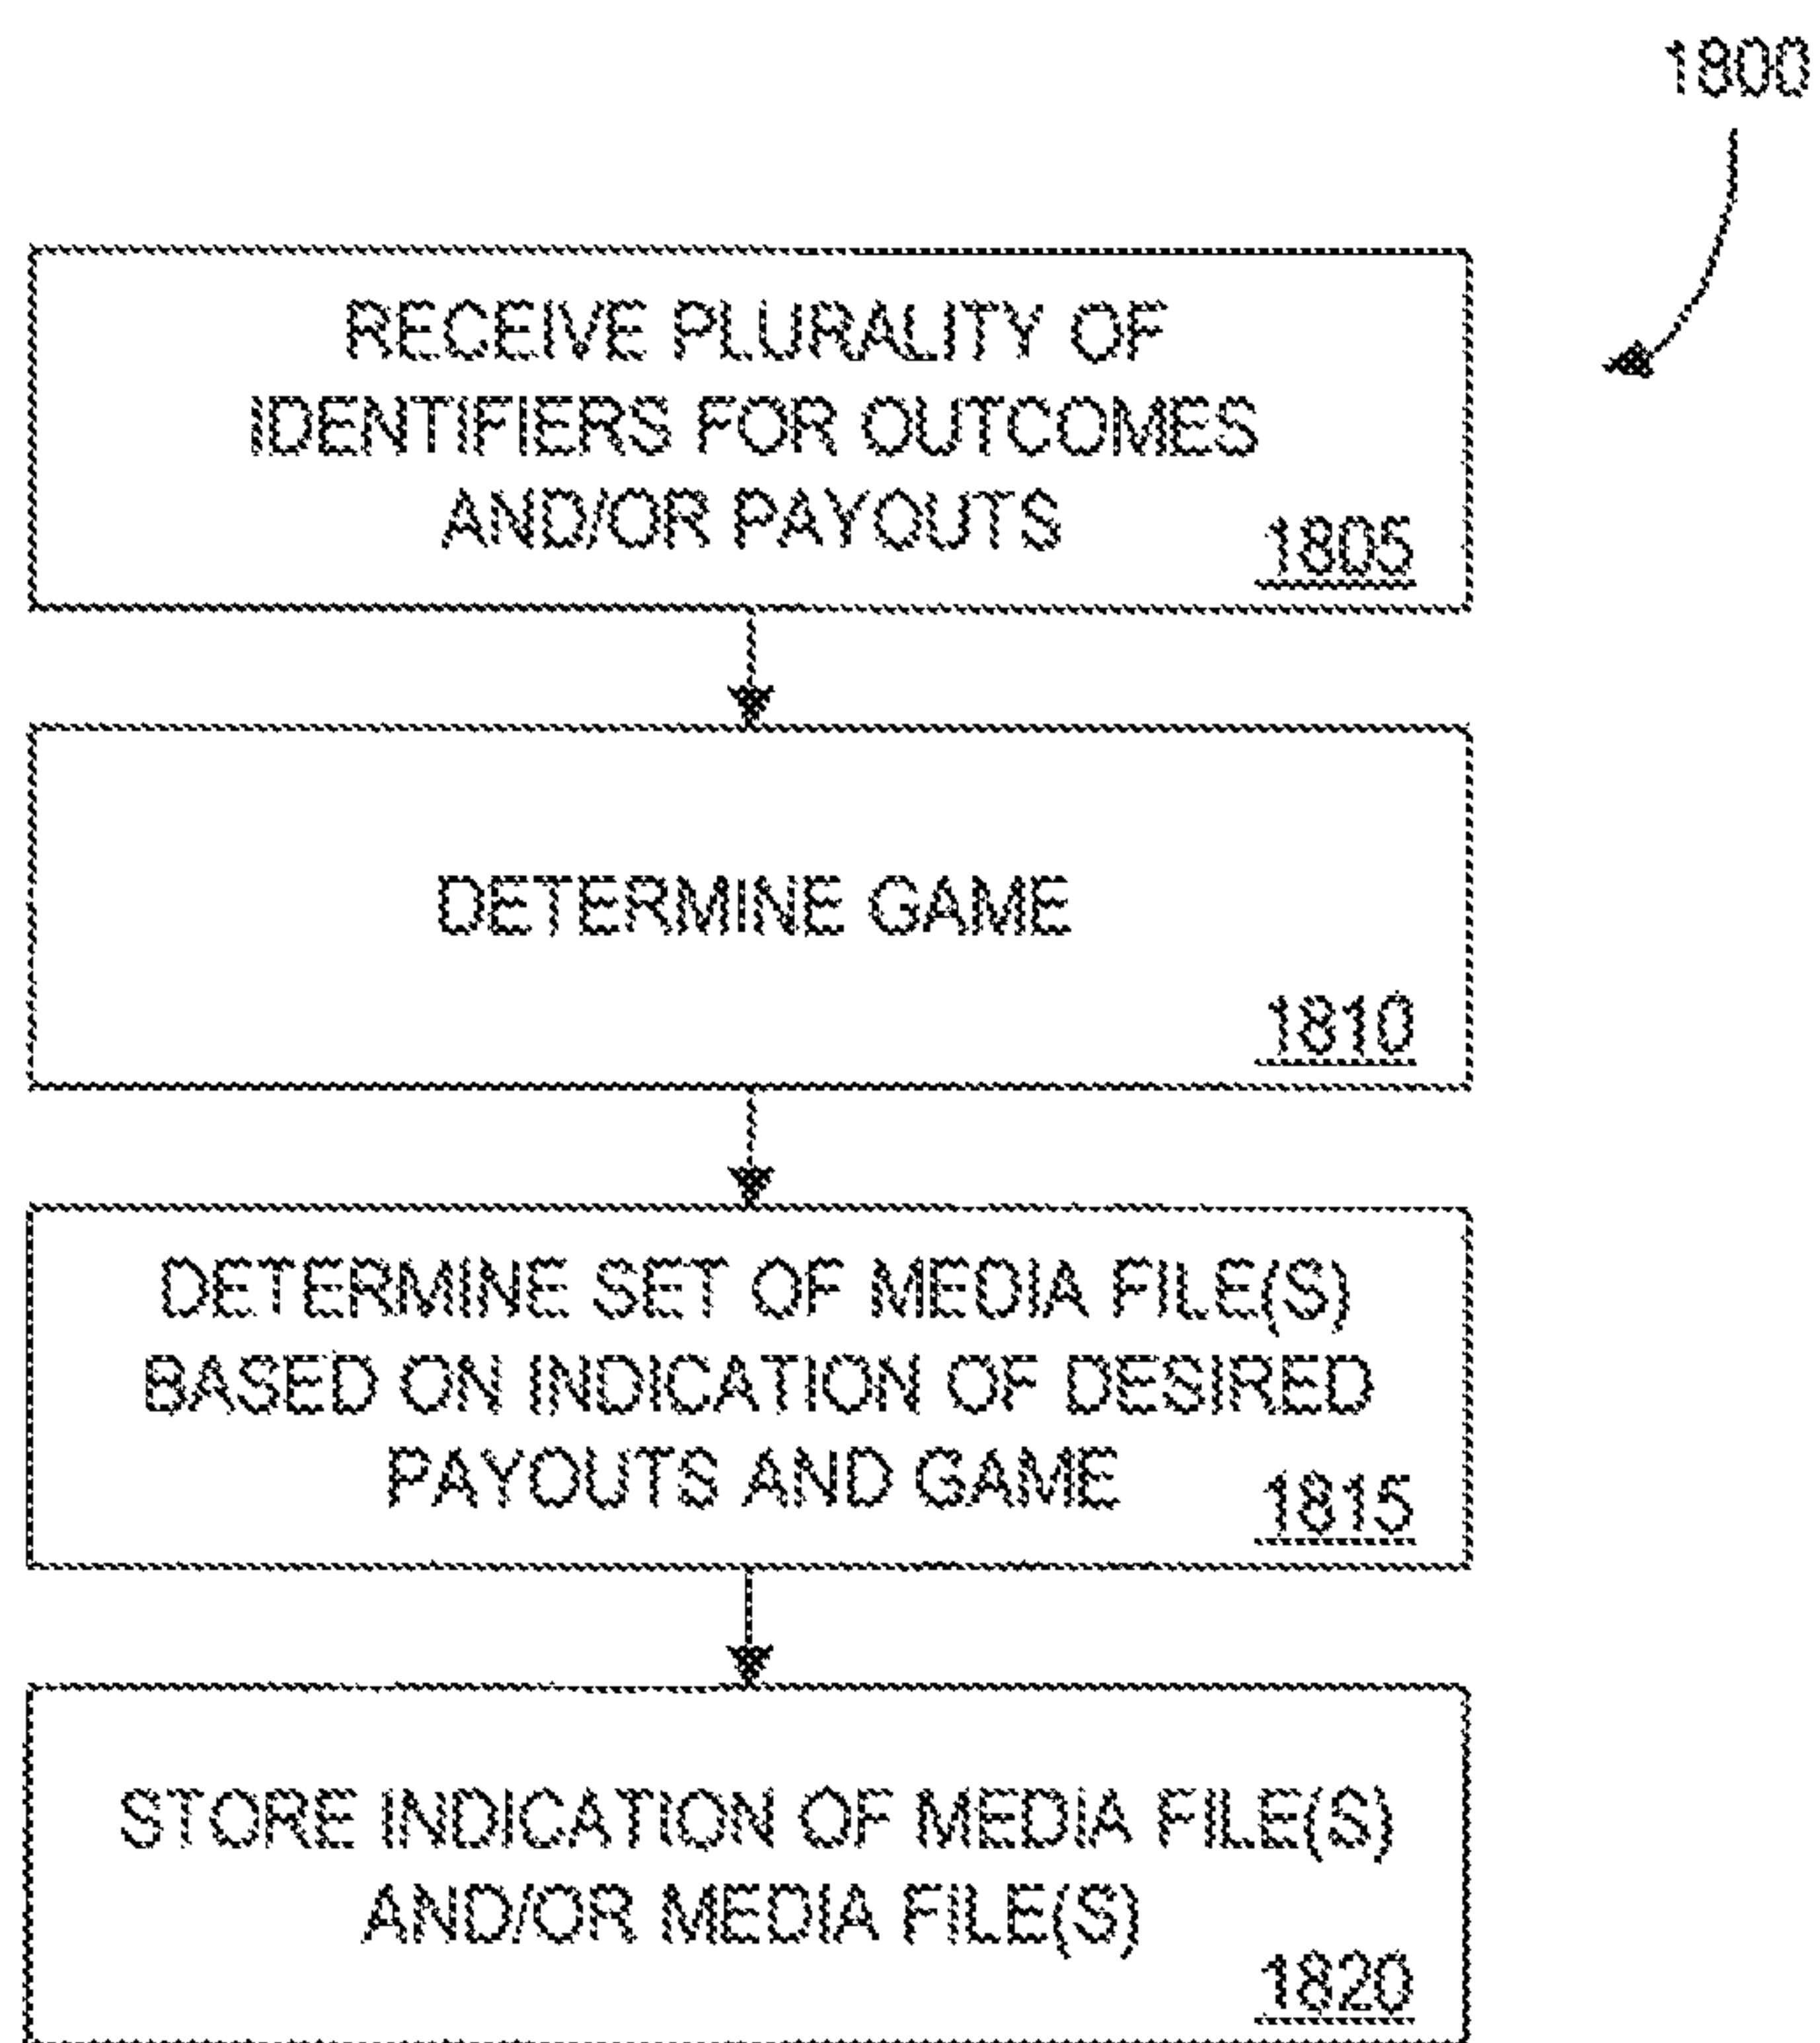 1800
RECEIVE PLURALITY OF
IDENTIFIERS FOR OUTCOMES
AND/OR PAYOUTS
1805
DETERMINE GAME
1810
DETERMINE SET OF MEDIA FILE(S)
BASED ON INDICATION OF DESIRED
PAYOUTS AND GAME
1815
STORE INDICATION OF MEDIA FILE(S)
AND/OR MEDIA FILE(S)
1820